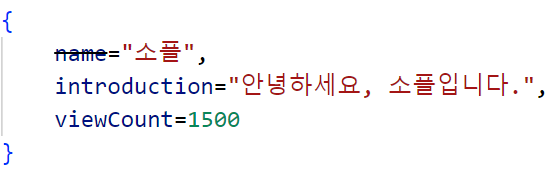 {
name="소플",
introduction="안녕하세요, 소플입니다.",
viewCount=1500
}